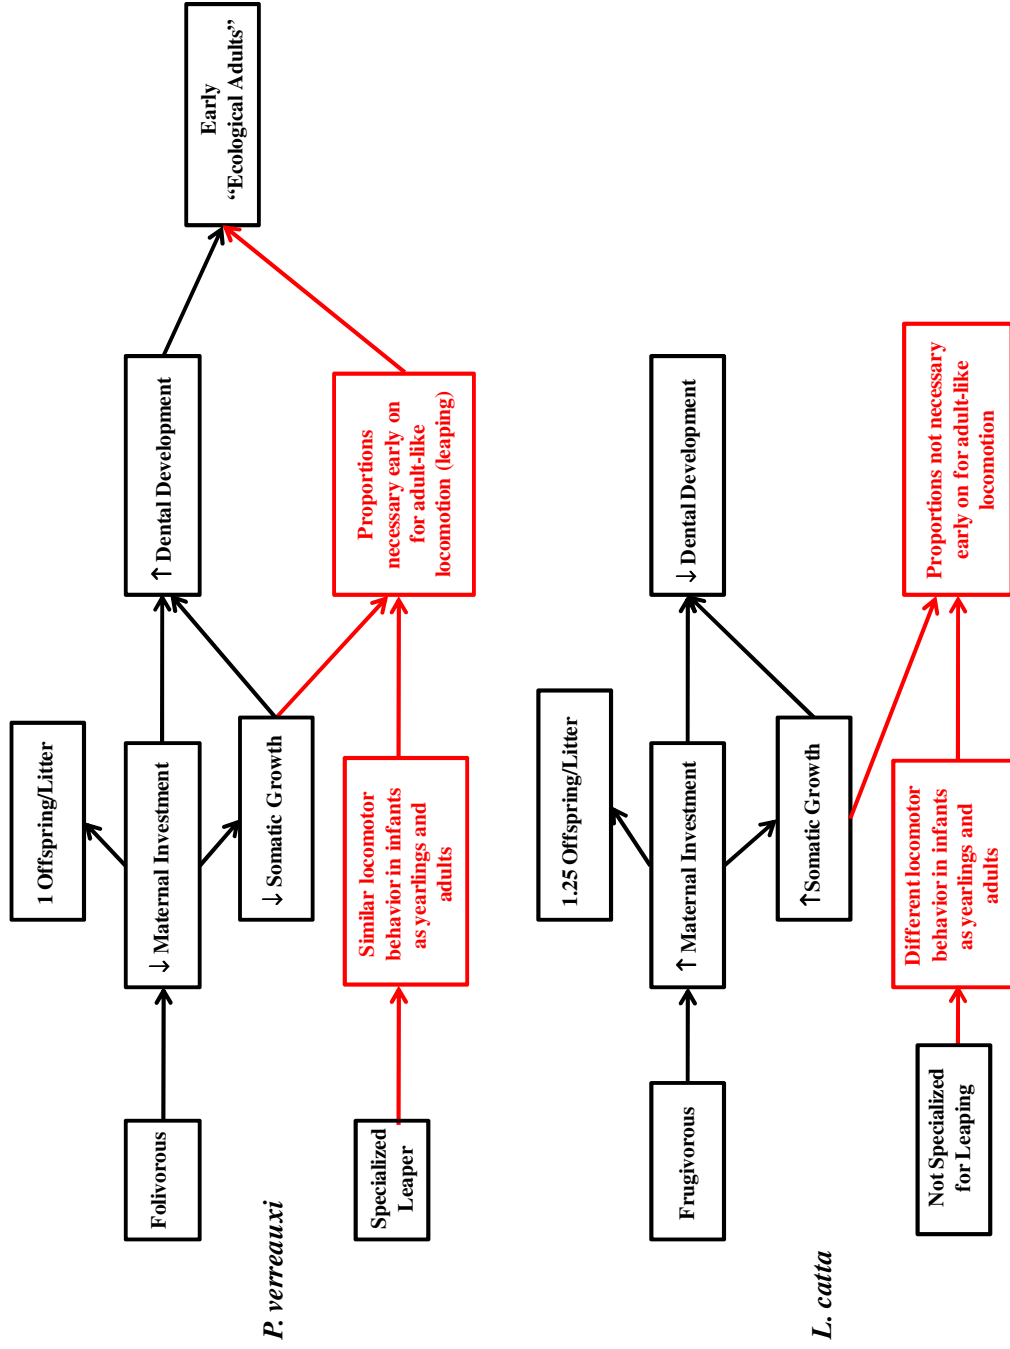 P. verreauxi
Folivorous
1 Offspring/Litter
↓ Maternal Investment
↓ Somatic Growth
↑ Dental Development
Early
“Ecological Adults”
Specialized
Leaper
Similar locomotor
behavior in infants
as yearlings and
adults
Proportions
necessary early on
for adult-like
locomotion (leaping)
L. catta
Frugivorous
1.25 Offspring/Litter
↑ Maternal Investment
↑Somatic Growth
↓ Dental Development
Not Specialized
for Leaping
Different locomotor
behavior in infants
as yearlings and
adults
Proportions not necessary
early on for adult-like
locomotion